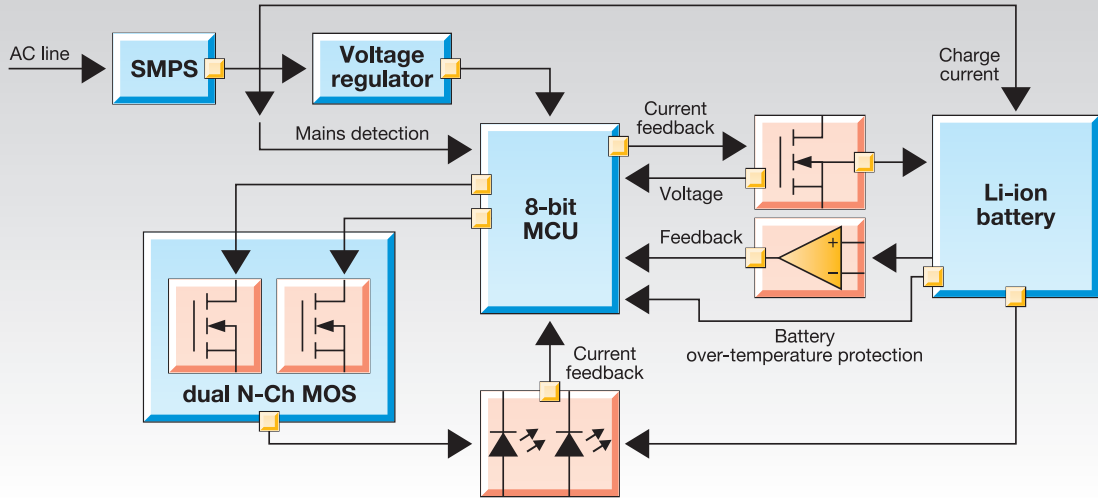 AC line
SMPS
Voltage
regulator
Charge
current
Mains detection
Current
feedback
8-bit
MCU
Voltage
Li-ion
battery
Feedback
+
−
Battery
over-temperature protection
dual N-Ch MOS
Current
feedback